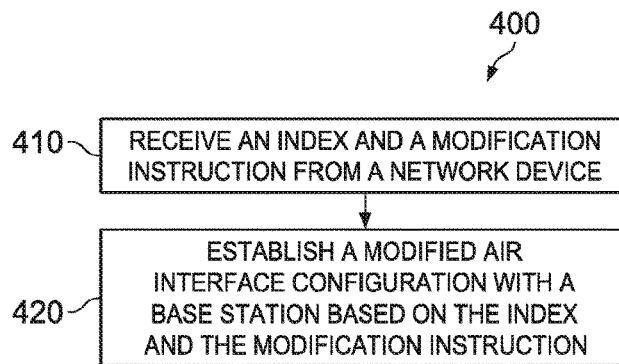 400
410
RECEIVE AN INDEX AND A MODIFICATION
INSTRUCTION FROM A NETWORK DEVICE
420
ESTABLISH A MODIFIED AIR
INTERFACE CONFIGURATION WITH A
BASE STATION BASED ON THE INDEX
AND THE MODIFICATION INSTRUCTION